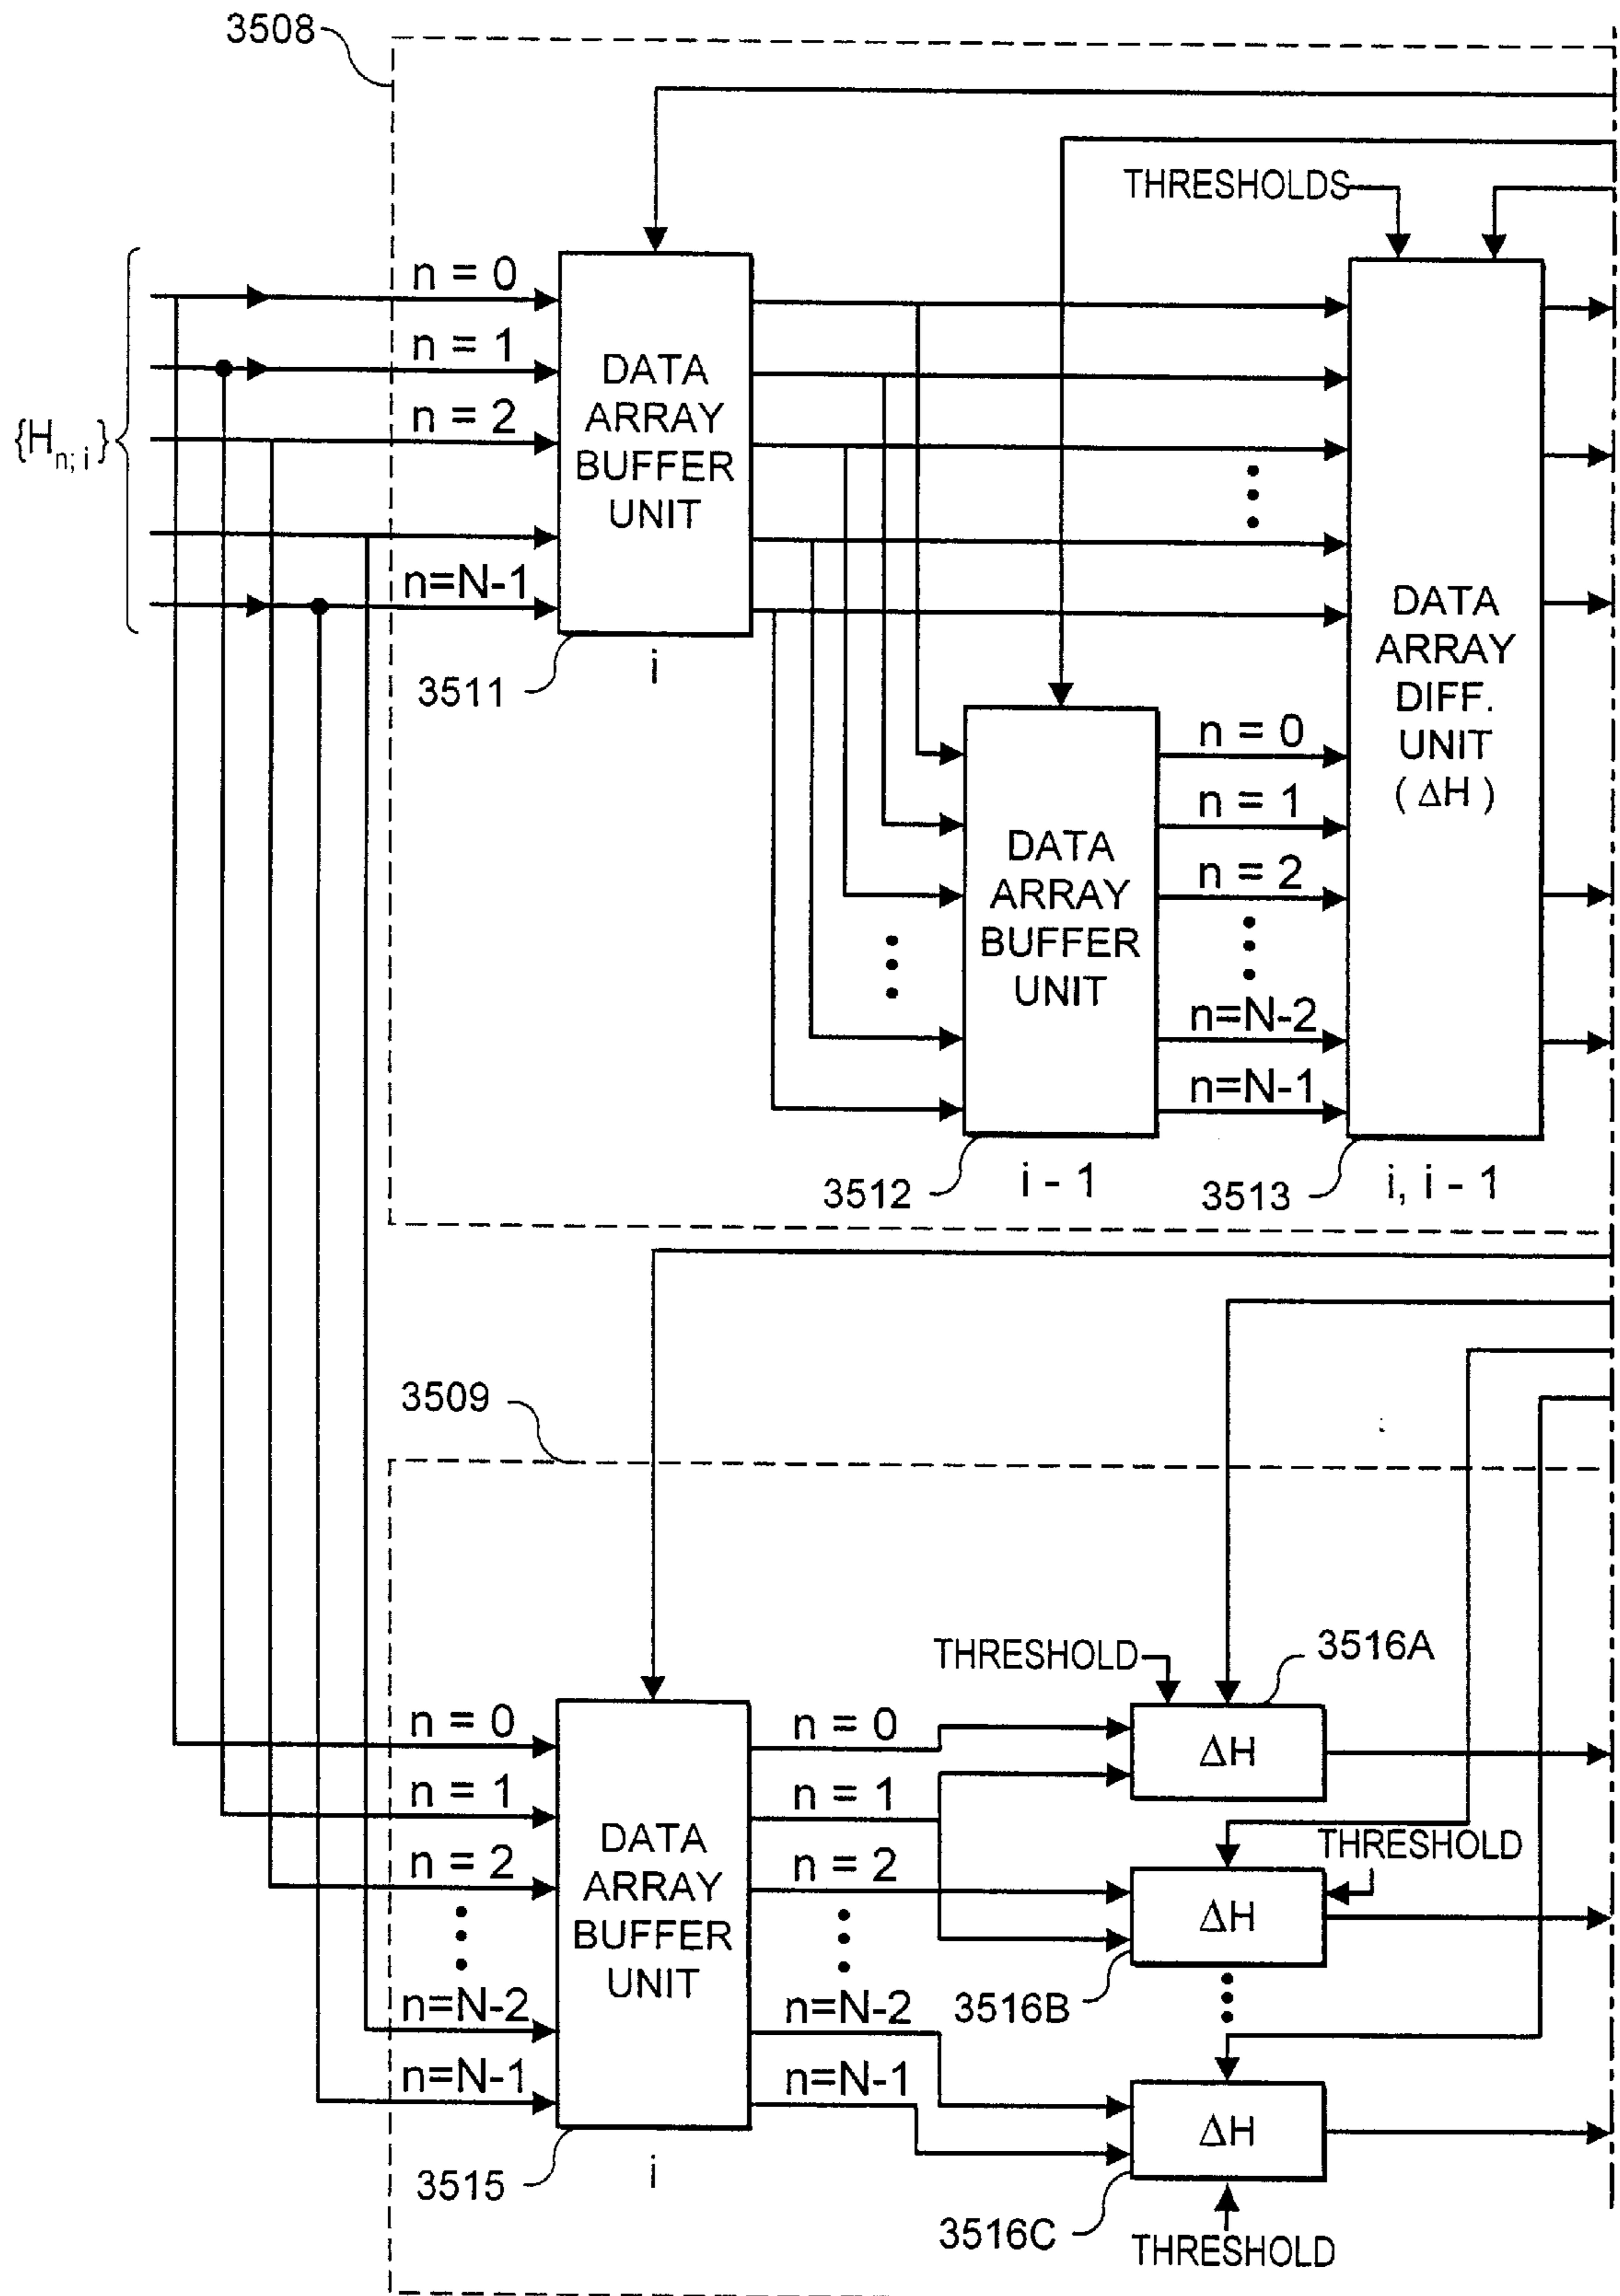 3508
THRESHOLDS
{Hn; i}
n = 0
n = 1
n = 2
n=N-1
DATA
ARRAY
BUFFER
UNIT
3511
i
DATA
ARRAY
DIFF.
UNIT
( ΔH )
DATA
ARRAY
BUFFER
UNIT
n = 0
n = 1
n = 2
n=N-2
n=N-1
3512
i - 1
3513
i, i - 1
3509
THRESHOLD
3516A
n = 0
n = 1
n = 2
n=N-2
n=N-1
DATA
ARRAY
BUFFER
UNIT
n = 0
n = 1
n = 2
n=N-2
n=N-1
ΔH
THRESHOLD
ΔH
3516B
ΔH
3515
i
3516C
THRESHOLD